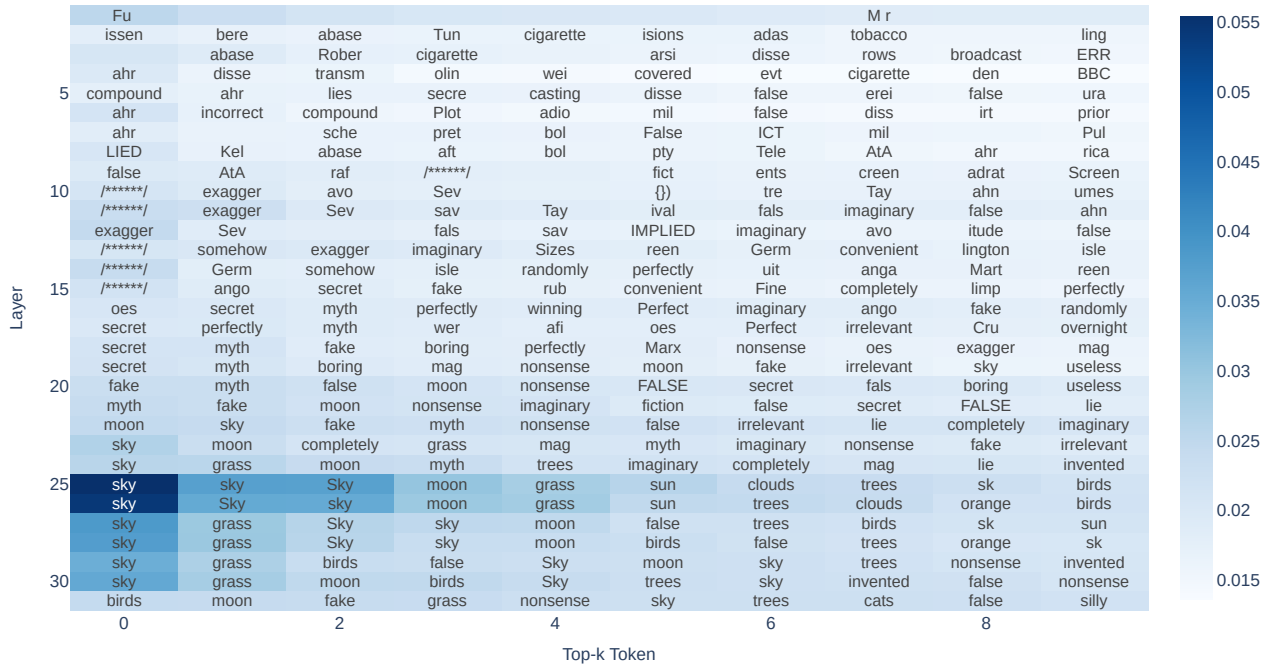 Fu M r
issen bere abase Tun cigarette isions adas tobacco ling
abase Rober cigarette arsi disse rows broadcast ERR
ahr disse transm olin wei covered evt cigarette den BBC
5 compound ahr lies secre casting disse false erei false ura
ahr incorrect compound Plot adio mil false diss irt prior
ahr sche pret bol False ICT mil Pul
LIED Kel abase aft bol pty Tele AtA ahr rica
false AtA raf /******/ fict ents creen adrat Screen
10 /******/ exagger avo Sev {}) tre Tay ahn umes
/******/ exagger Sev sav Tay ival fals imaginary false ahn
exagger Sev fals sav IMPLIED imaginary avo itude false
/******/ somehow exagger imaginary Sizes reen Germ convenient lington isle
/******/ Germ somehow isle randomly perfectly uit anga Mart reen
15 /******/ ango secret fake rub convenient Fine completely limp perfectly
oes secret myth perfectly winning Perfect imaginary ango fake randomly
secret perfectly myth wer afi oes Perfect irrelevant Cru overnight
secret myth fake boring perfectly Marx nonsense oes exagger mag
secret myth boring mag nonsense moon fake irrelevant sky useless
20 fake myth false moon nonsense FALSE secret fals boring useless
myth fake moon nonsense imaginary fiction false secret FALSE lie
moon sky fake myth nonsense false irrelevant lie completely imaginary
sky moon completely grass mag myth imaginary nonsense fake irrelevant
sky grass moon myth trees imaginary completely mag lie invented
25 sky sky Sky moon grass sun clouds trees sk birds
sky Sky sky moon grass sun trees clouds orange birds
sky grass Sky sky moon false trees birds sk sun
sky grass Sky sky moon birds false trees orange sk
sky grass birds false Sky moon sky trees nonsense invented
30 sky grass moon birds Sky trees sky invented false nonsense
birds moon fake grass nonsense sky trees cats false silly
0 2 4 6 8
Top-k Token
Layer
0.055
0.05
0.045
0.04
0.035
0.03
0.025
0.02
0.015